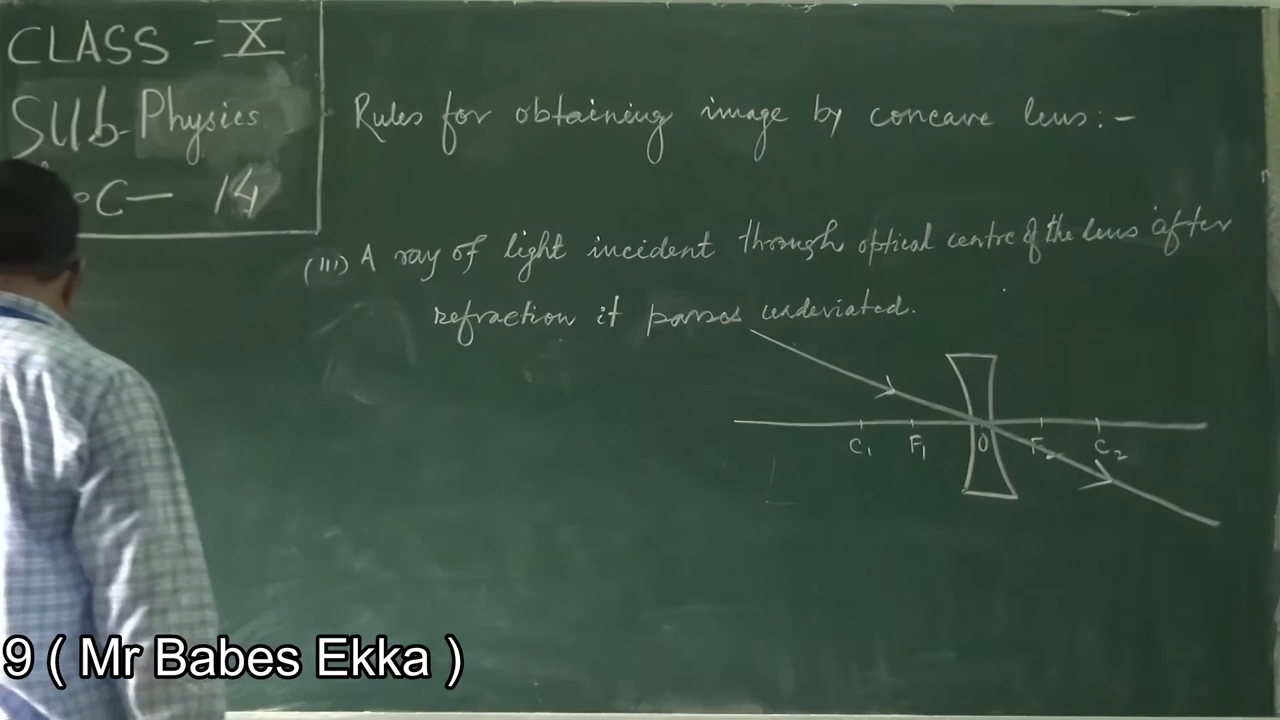 CLASS - X
Sub- Physics
C- 14
Rules for obtaining image by concave lens:-
(III) A ray of light incident through optical centre of the lens after
refraction it passes undeviated.
C₁ F₁ O F₂ C₂
9 ( Mr Babes Ekka )